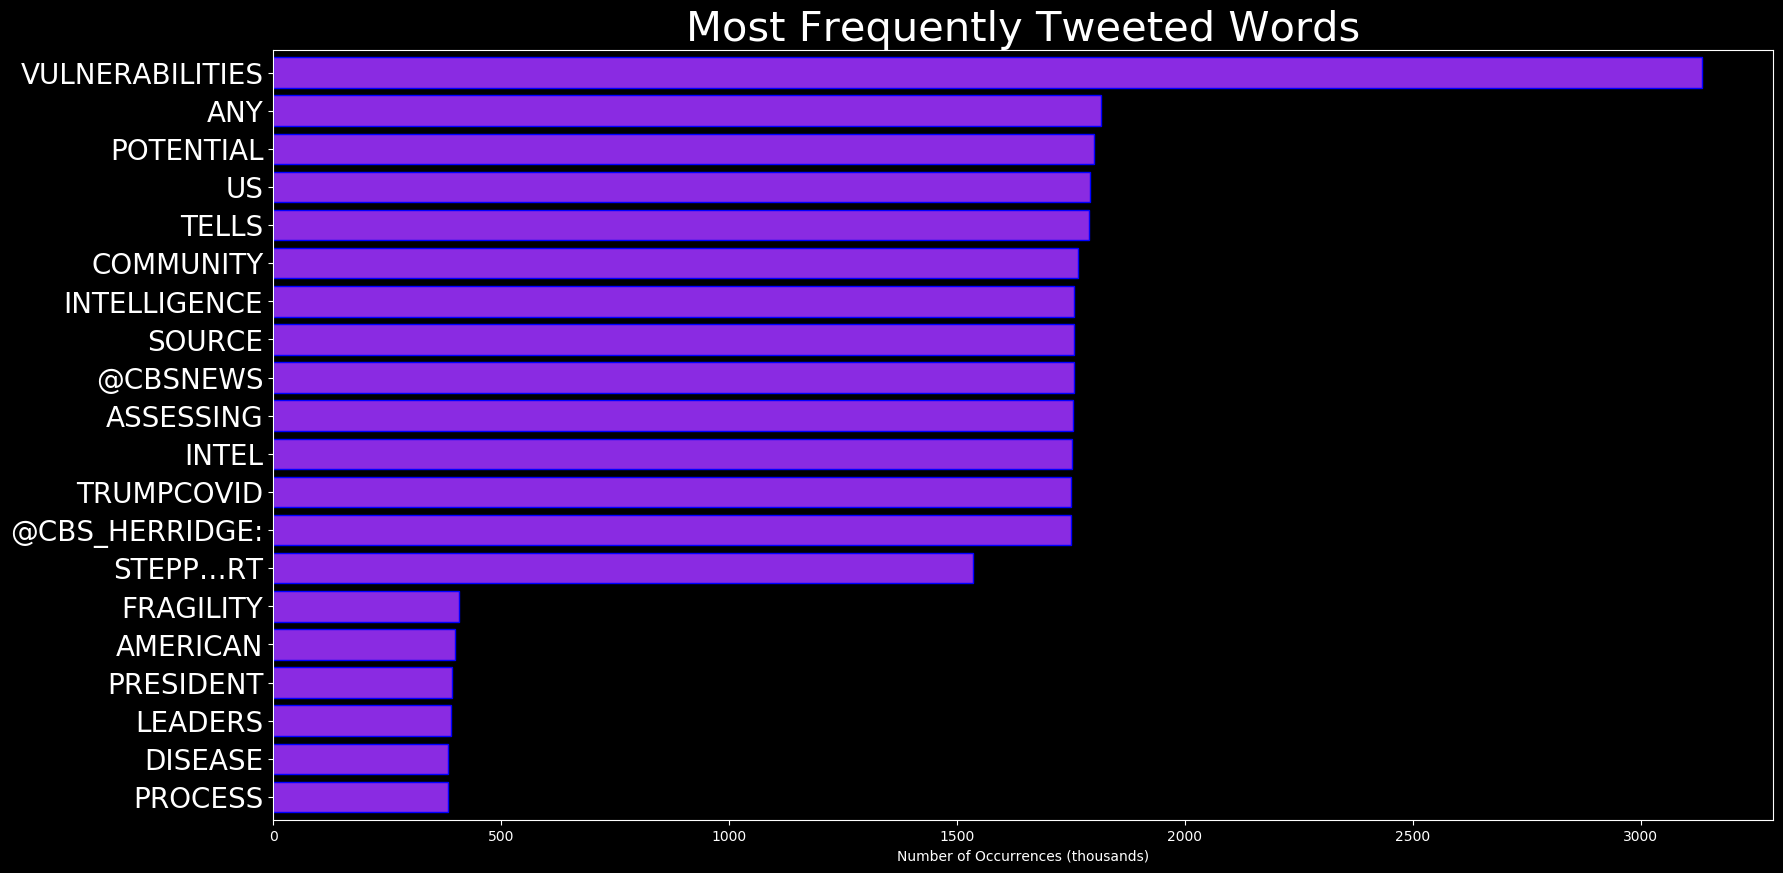 Most Frequently Tweeted Words
VULNERABILITIES
ANY
POTENTIAL
US
TELLS
COMMUNITY
INTELLIGENCE
SOURCE
@CBSNEWS
ASSESSING
INTEL
TRUMPCOVID
@CBS_HERRIDGE:
STEPP…RT
FRAGILITY
AMERICAN
PRESIDENT
LEADERS
DISEASE
PROCESS
0 500 1000 1500 2000 2500 3000
Number of Occurrences (thousands)